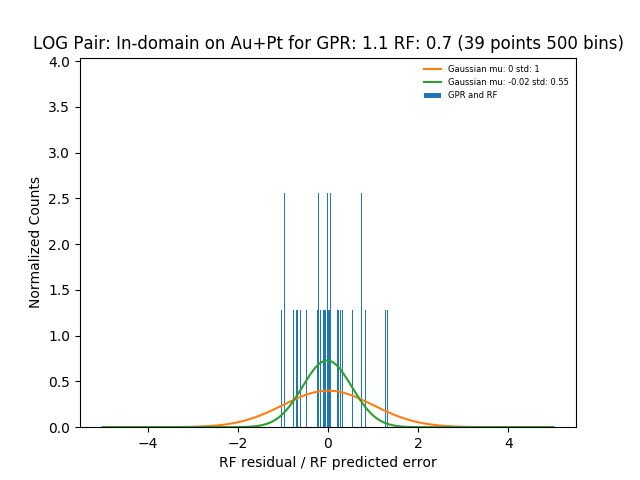 LOG Pair: In-domain on Au+Pt for GPR: 1.1 RF: 0.7 (39 points 500 bins)
Gaussian mu: 0 std: 1
Gaussian mu: -0.02 std: 0.55
GPR and RF
Normalized Counts
4.0
3.5
3.0
2.5
2.0
1.5
1.0
0.5
0.0
−4
−2
0
2
4
RF residual / RF predicted error